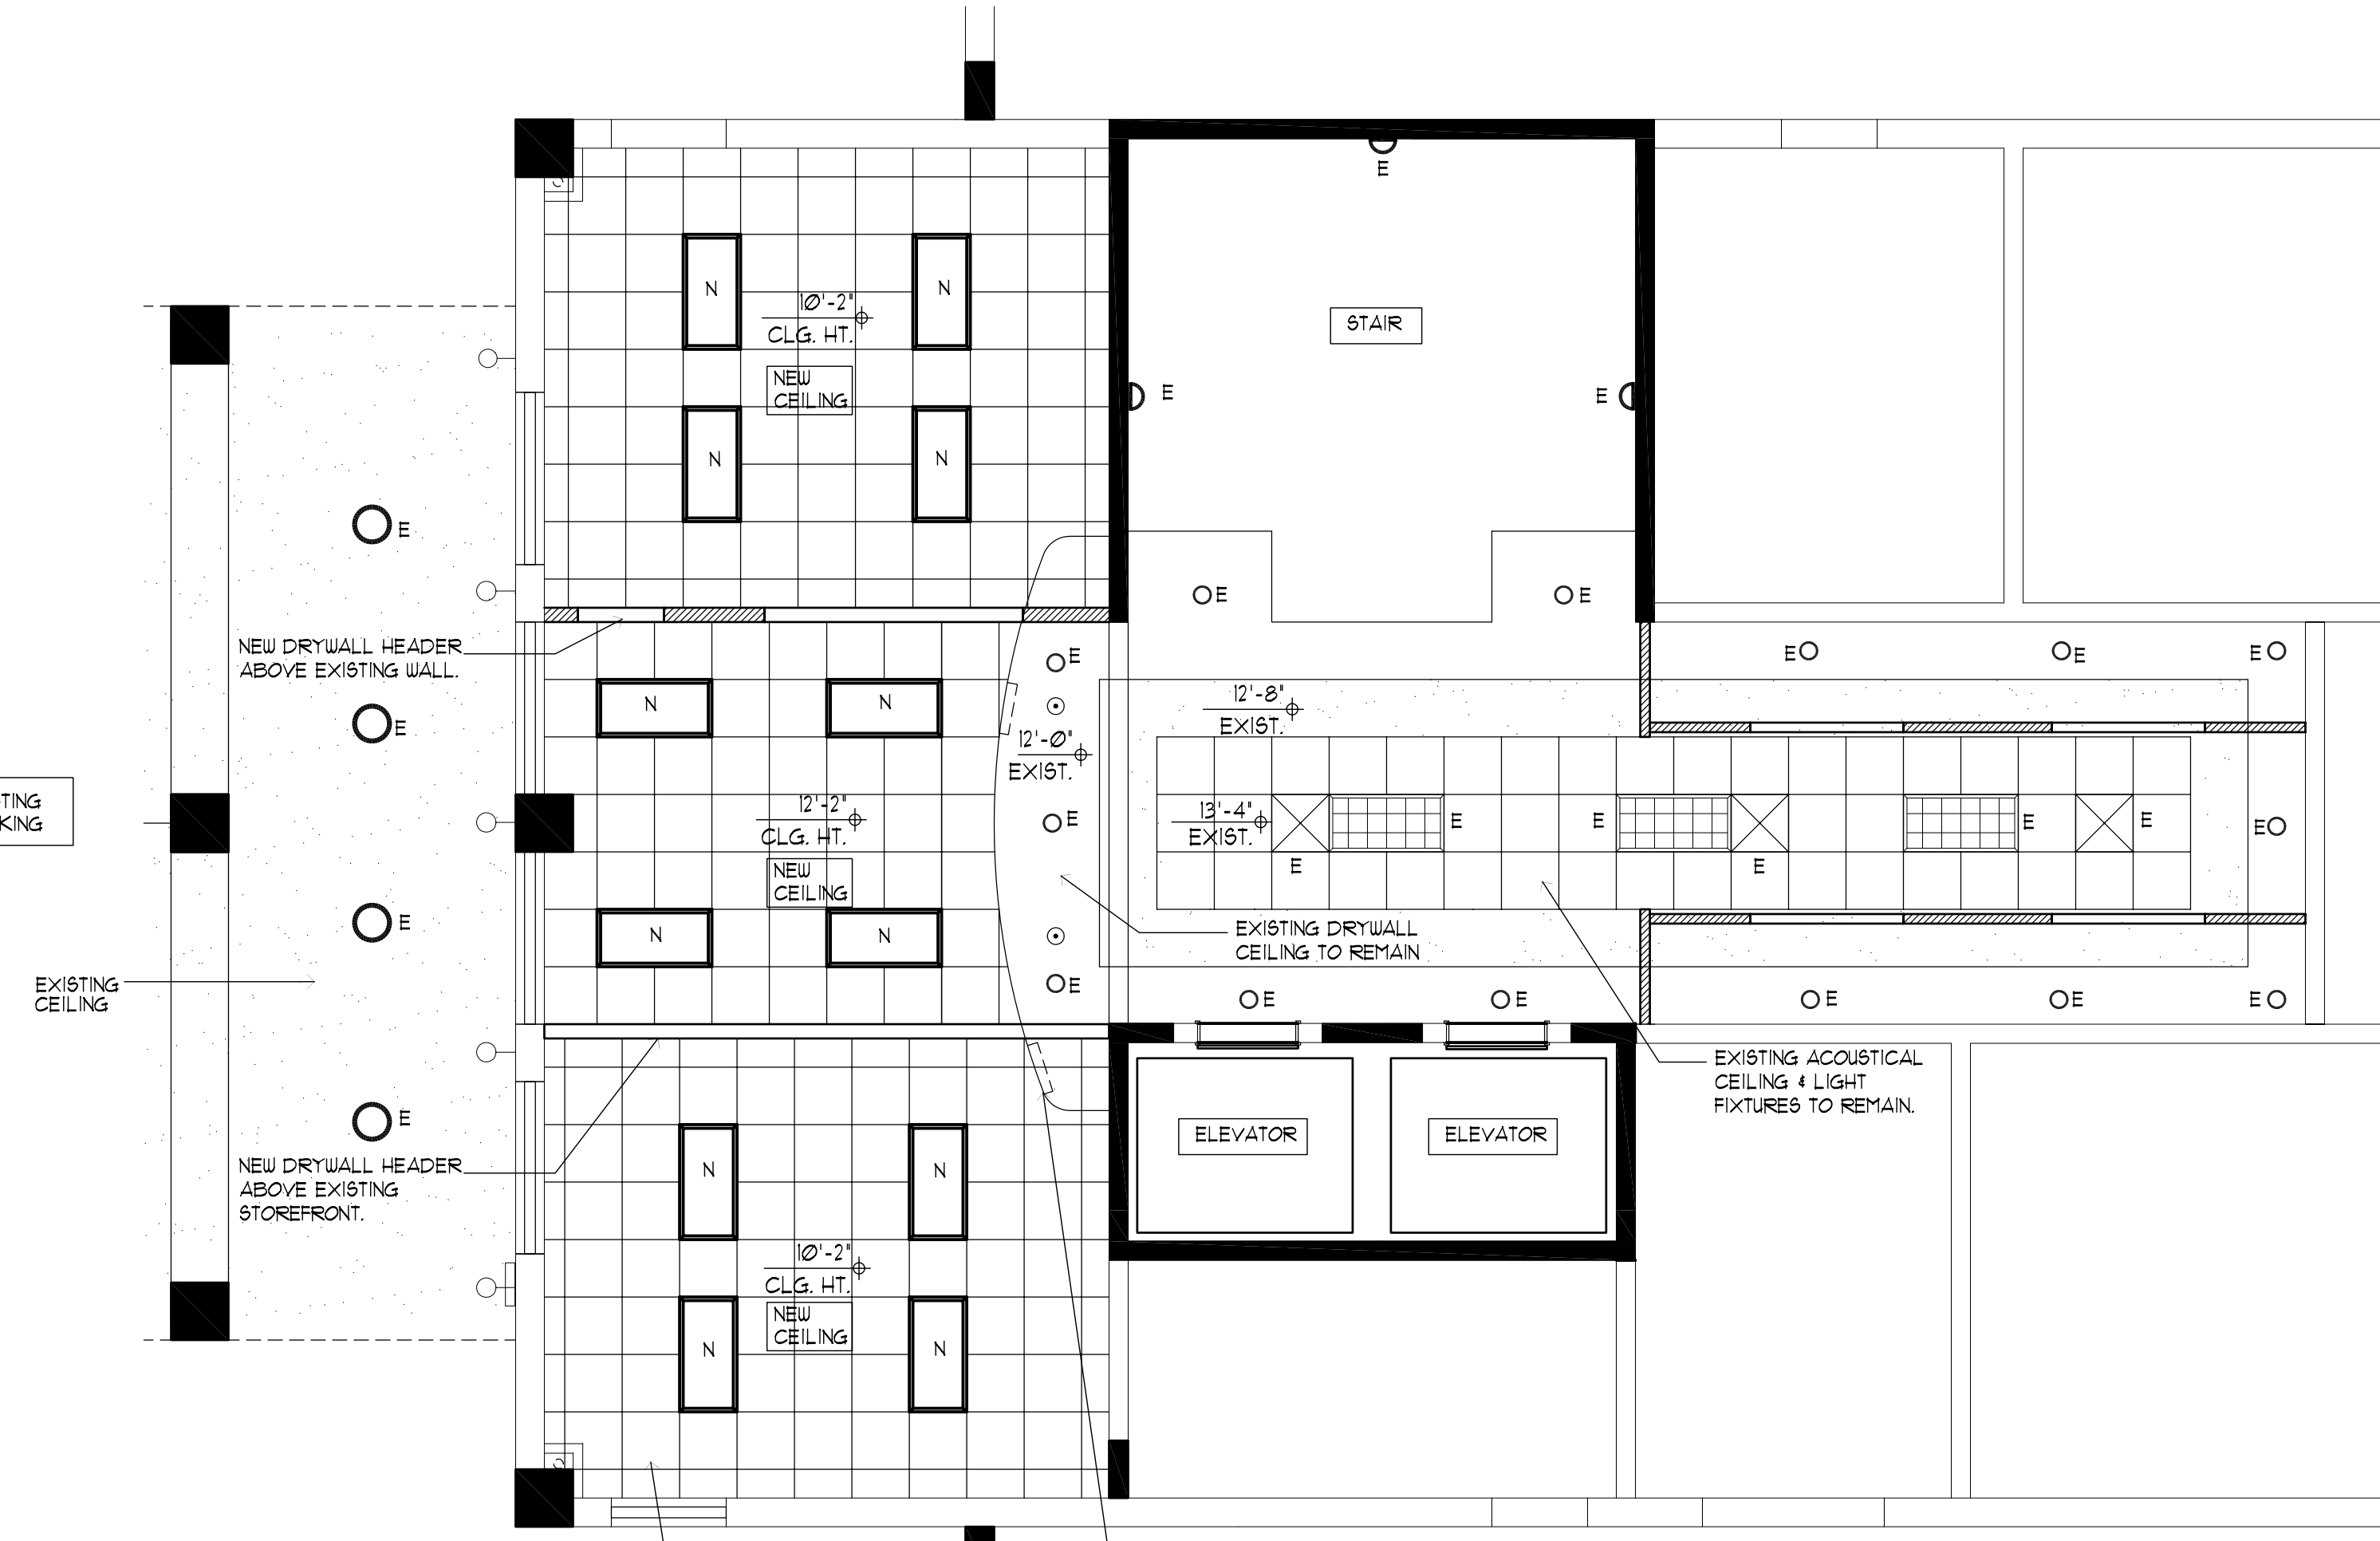 N
N
10'-2"
CLG. HT.
NEW
CEILING
N
N
E
STAIR
E
E
E
E
E
E
E
E
NEW DRYWALL HEADER
ABOVE EXISTING WALL.
N
N
E
12'-0"
EXIST.
12'-8"
EXIST.
E
E
E
12'-2"
CLG. HT.
NEW
CEILING
E
13'-4"
EXIST.
E
E
E
E
E
E
E
N
N
E
EXISTING DRYWALL
CEILING TO REMAIN
E
E
E
E
E
E
EXISTING
CEILING
E
E
NEW DRYWALL HEADER
ABOVE EXISTING
STOREFRONT.
N
N
10'-2"
CLG. HT.
NEW
CEILING
N
N
ELEVATOR
ELEVATOR
EXISTING ACOUSTICAL
CEILING & LIGHT
FIXTURES TO REMAIN.